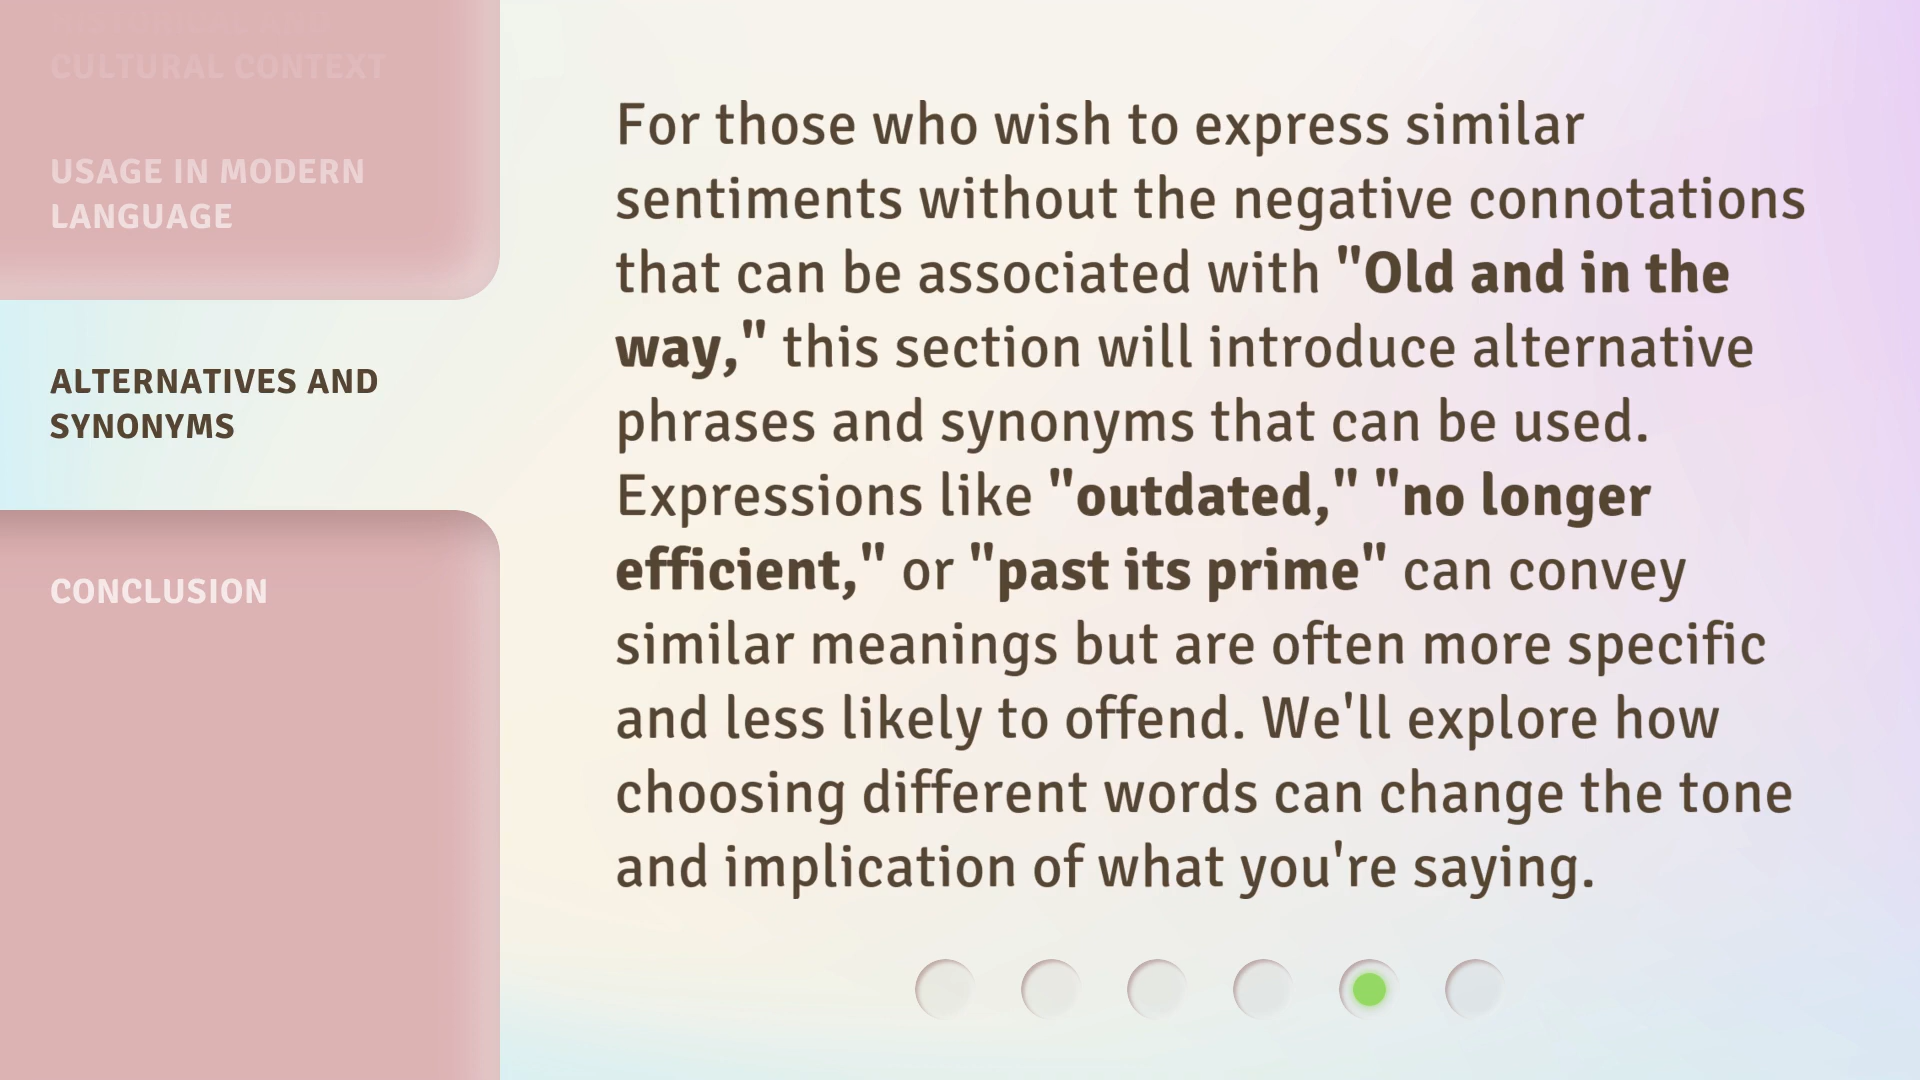 HISTORICAL AND
CULTURAL CONTEXT
USAGE IN MODERN
LANGUAGE
ALTERNATIVES AND
SYNONYMS
CONCLUSION
For those who wish to express similar
sentiments without the negative connotations
that can be associated with "Old and in the
way," this section will introduce alternative
phrases and synonyms that can be used.
Expressions like "outdated," "no longer
efficient," or "past its prime" can convey
similar meanings but are often more specific
and less likely to offend. We'll explore how
choosing different words can change the tone
and implication of what you're saying.